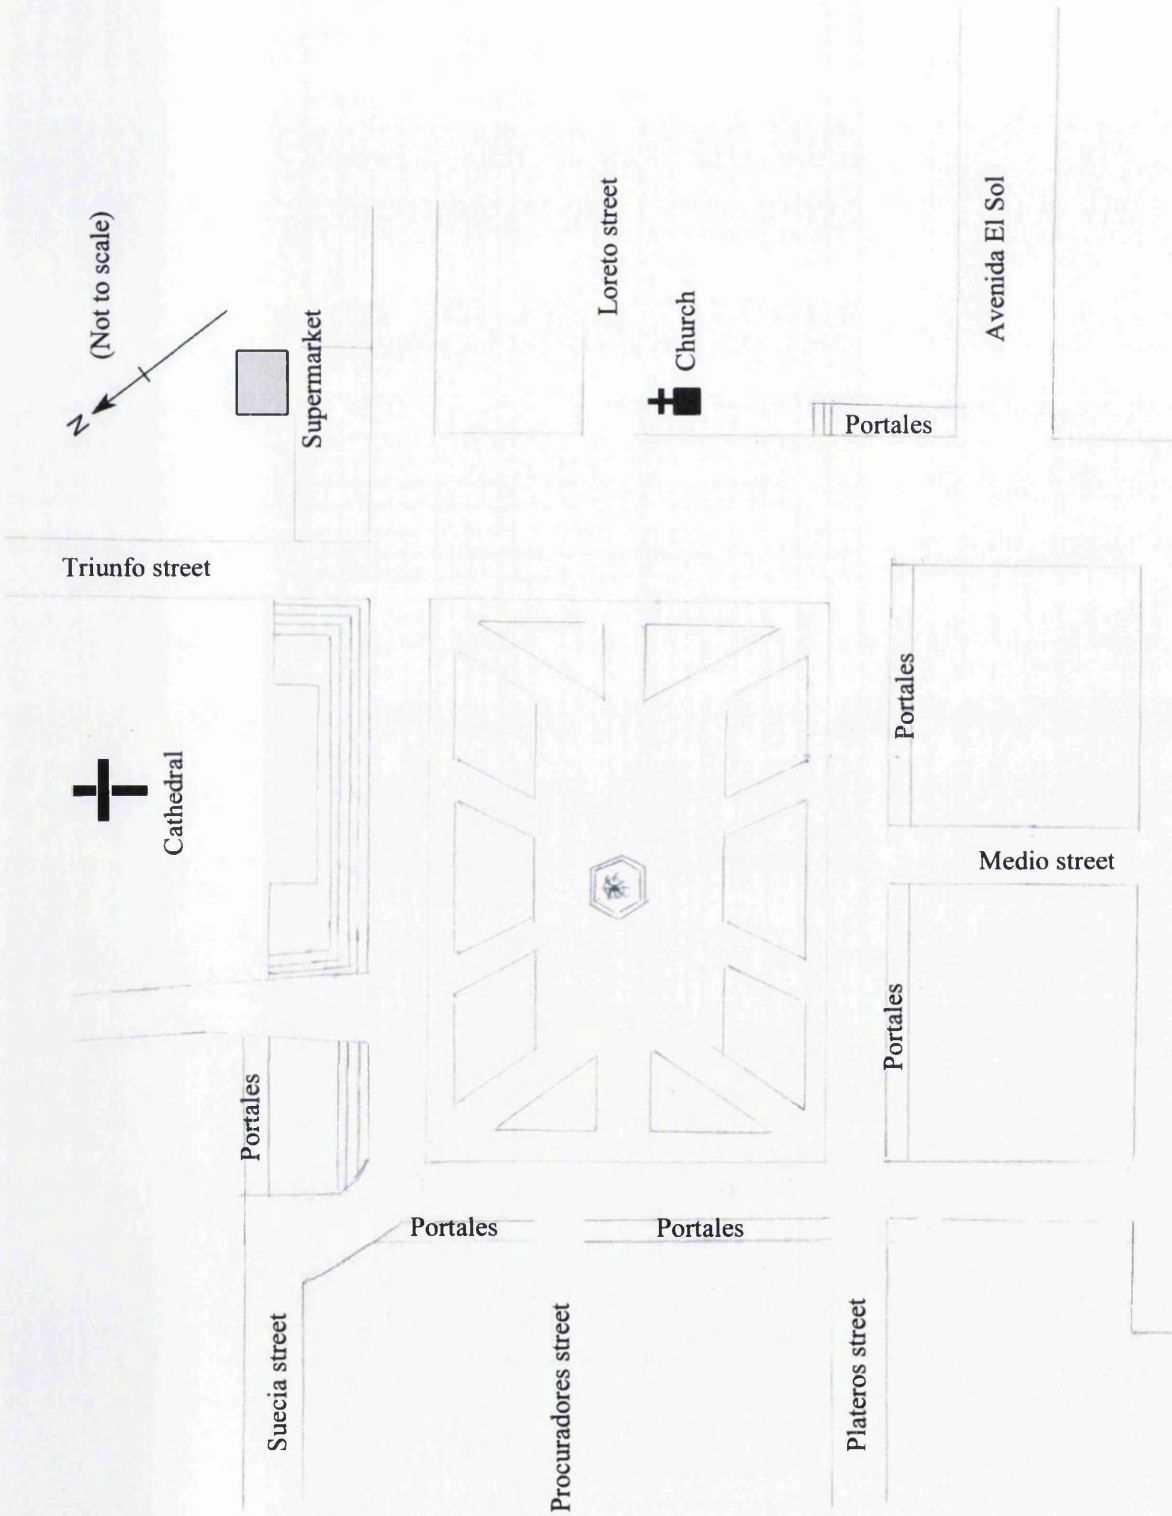 N
(Not to scale)
Supermarket
Loreto street
Church
Avenida El Sol
Portales
Triunfo street
Cathedral
Portales
Medio street
Portales
Portales
Portales
Portales
Suecia street
Procuradores street
Plateros street